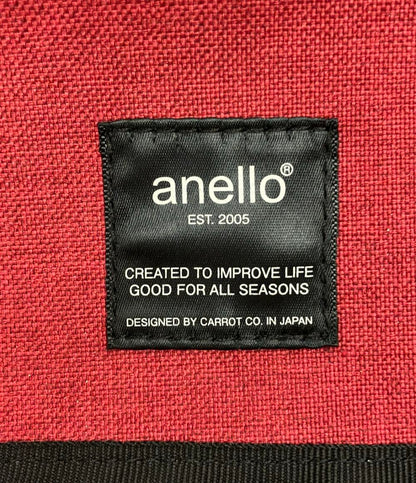 anello®
EST. 2005
CREATED TO IMPROVE LIFE
GOOD FOR ALL SEASONS
DESIGNED BY CARROT CO. IN JAPAN